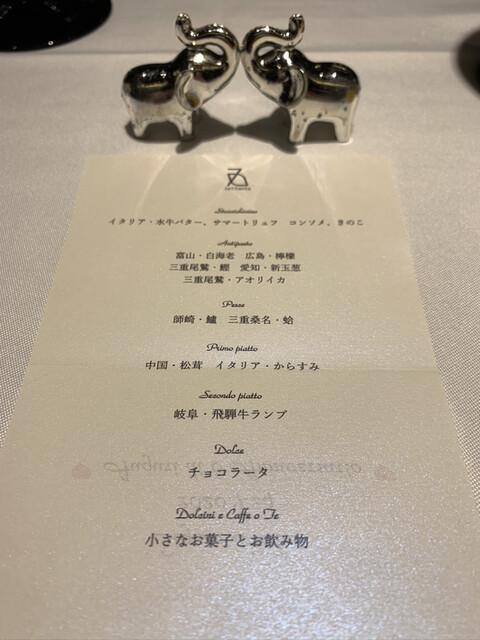 Stuzzichino
イタリア・水牛バター、サマートリュフ　コンソメ、きのこ
Antipasto
富山・白海老　広島・檸檬
三重尾鷲・鰹　愛知・新玉葱
三重尾鷲・アオリイカ
Pesce
師崎・鱸　三重桑名・蛤
Primo piatto
中国・松茸　イタリア・からすみ
Secondo piatto
岐阜・飛騨牛ランプ
Dolce
チョコラータ
Dolcini e Caffe o Te
小さなお菓子とお飲み物